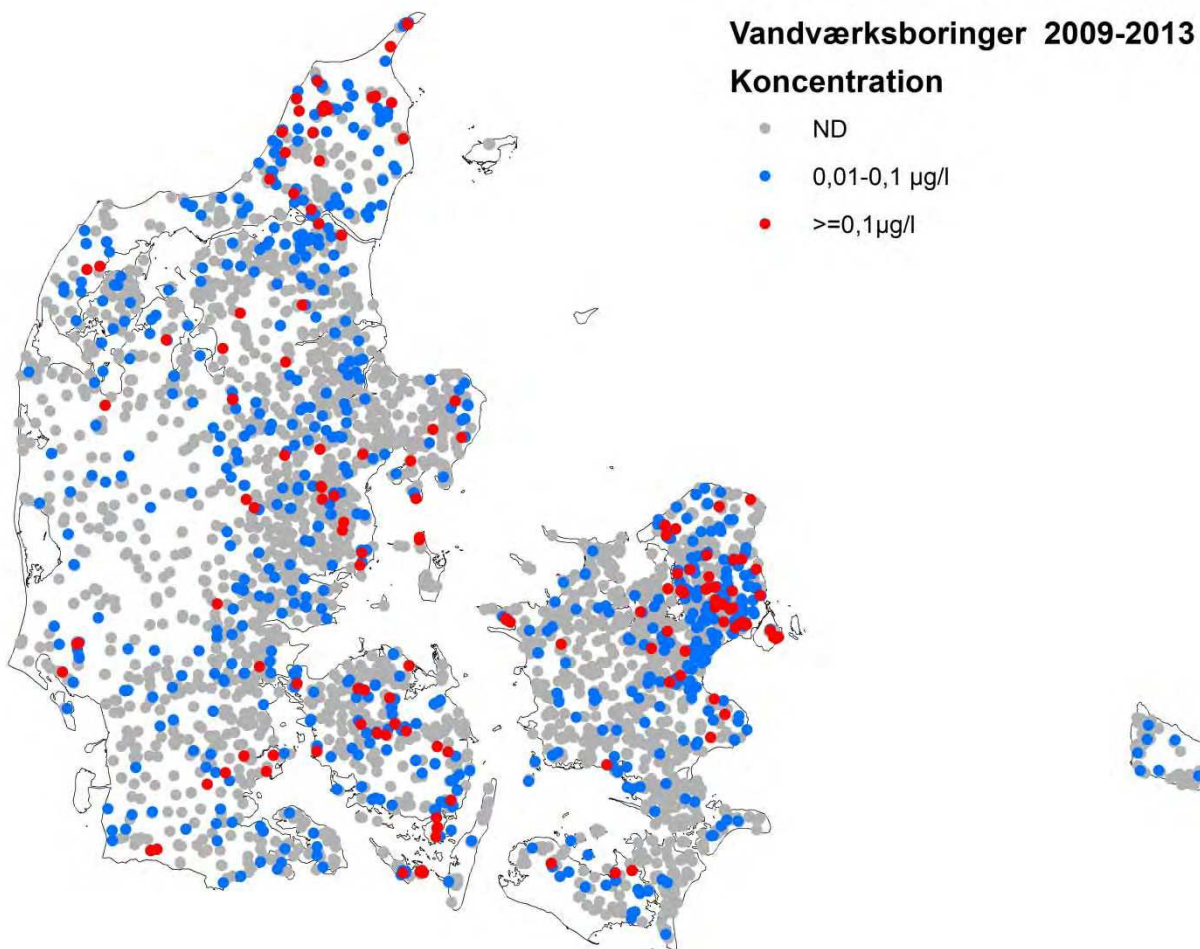 Vandværksboringer 2009-2013
Koncentration
ND
0,01-0,1 µg/l
>=0,1µg/l